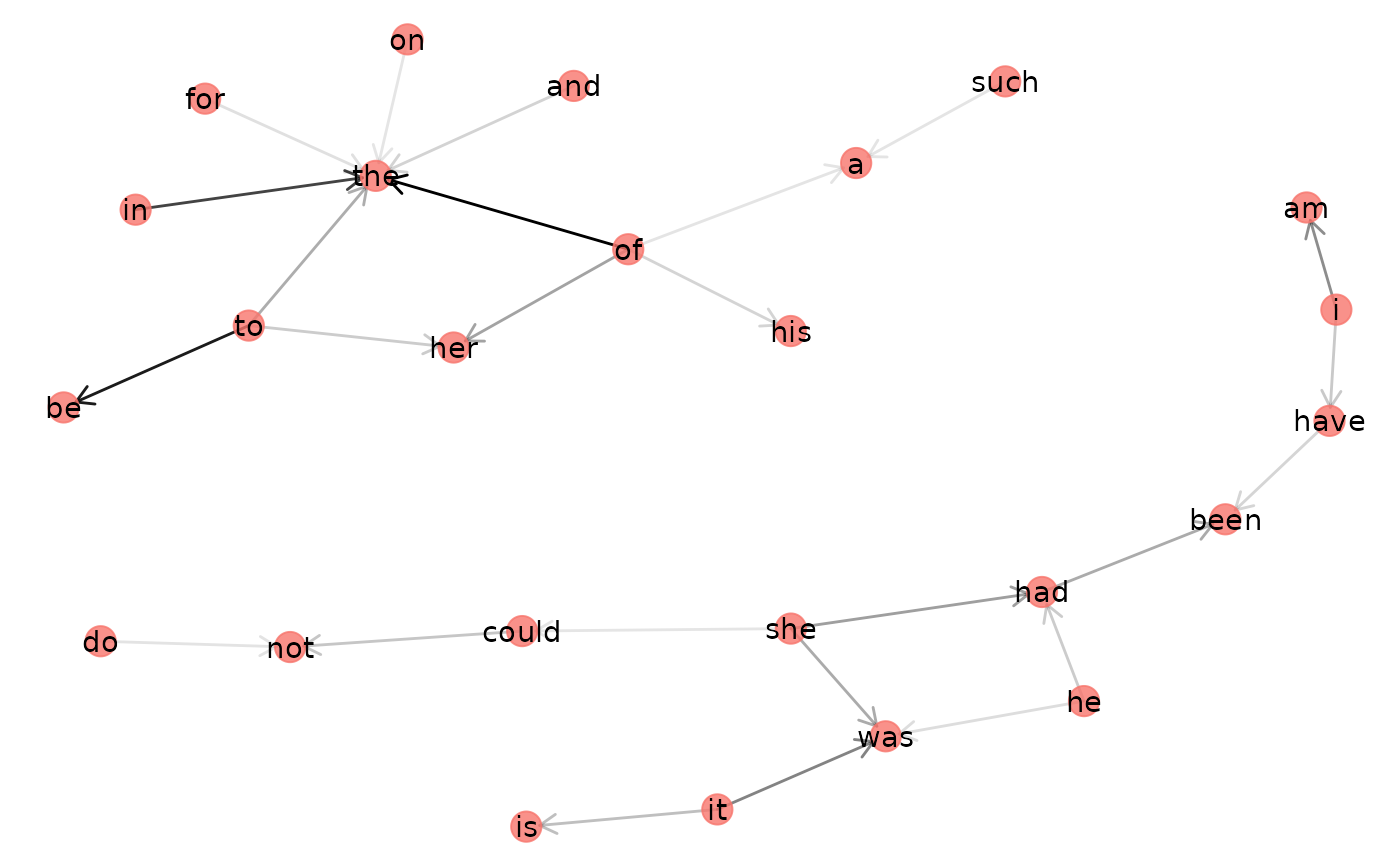 on
such
and
for
a
the
am
in
of
i
to
his
her
be
have
been
had
she
could
do
not
he
was
it
is